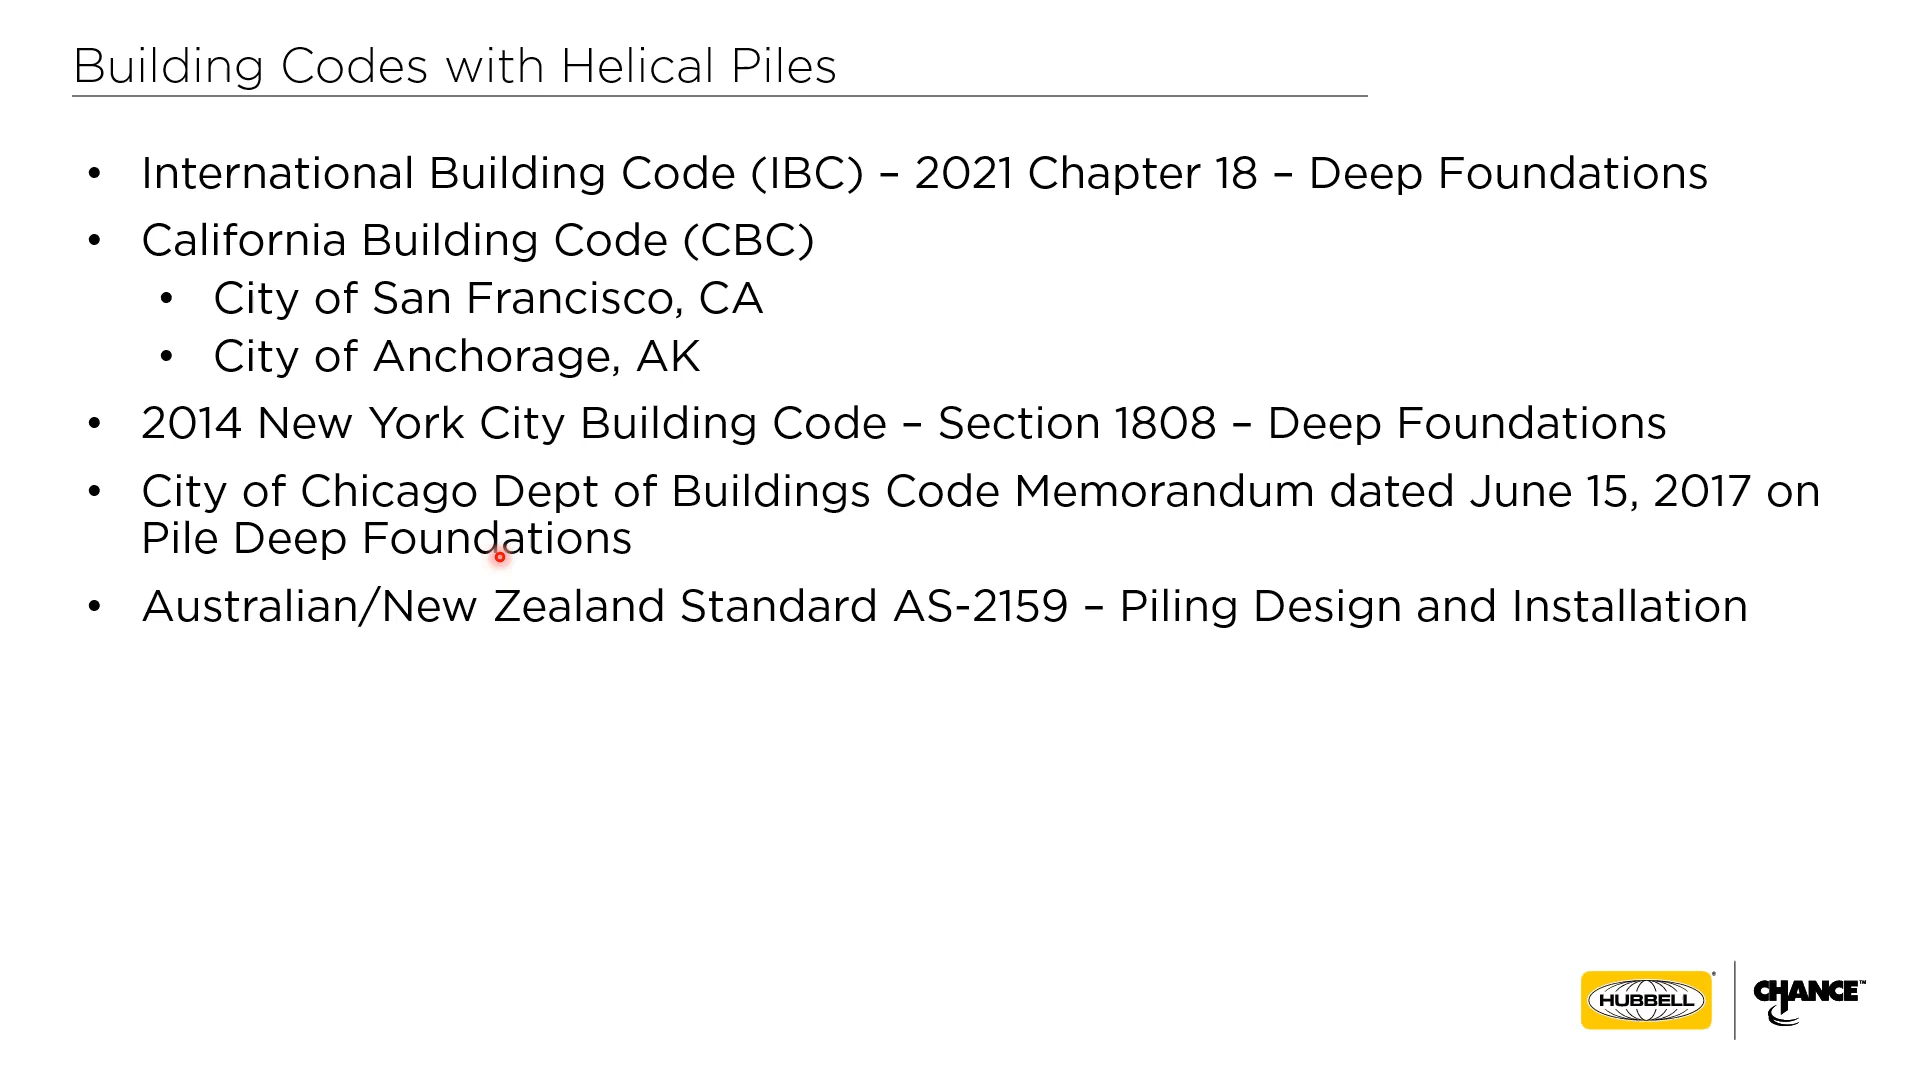 Building Codes with Helical Piles
• International Building Code (IBC) – 2021 Chapter 18 – Deep Foundations
• California Building Code (CBC)
• City of San Francisco, CA
• City of Anchorage, AK
• 2014 New York City Building Code – Section 1808 – Deep Foundations
• City of Chicago Dept of Buildings Code Memorandum dated June 15, 2017 on
Pile Deep Foundations
• Australian/New Zealand Standard AS-2159 – Piling Design and Installation
HUBBELL
CHANCE™